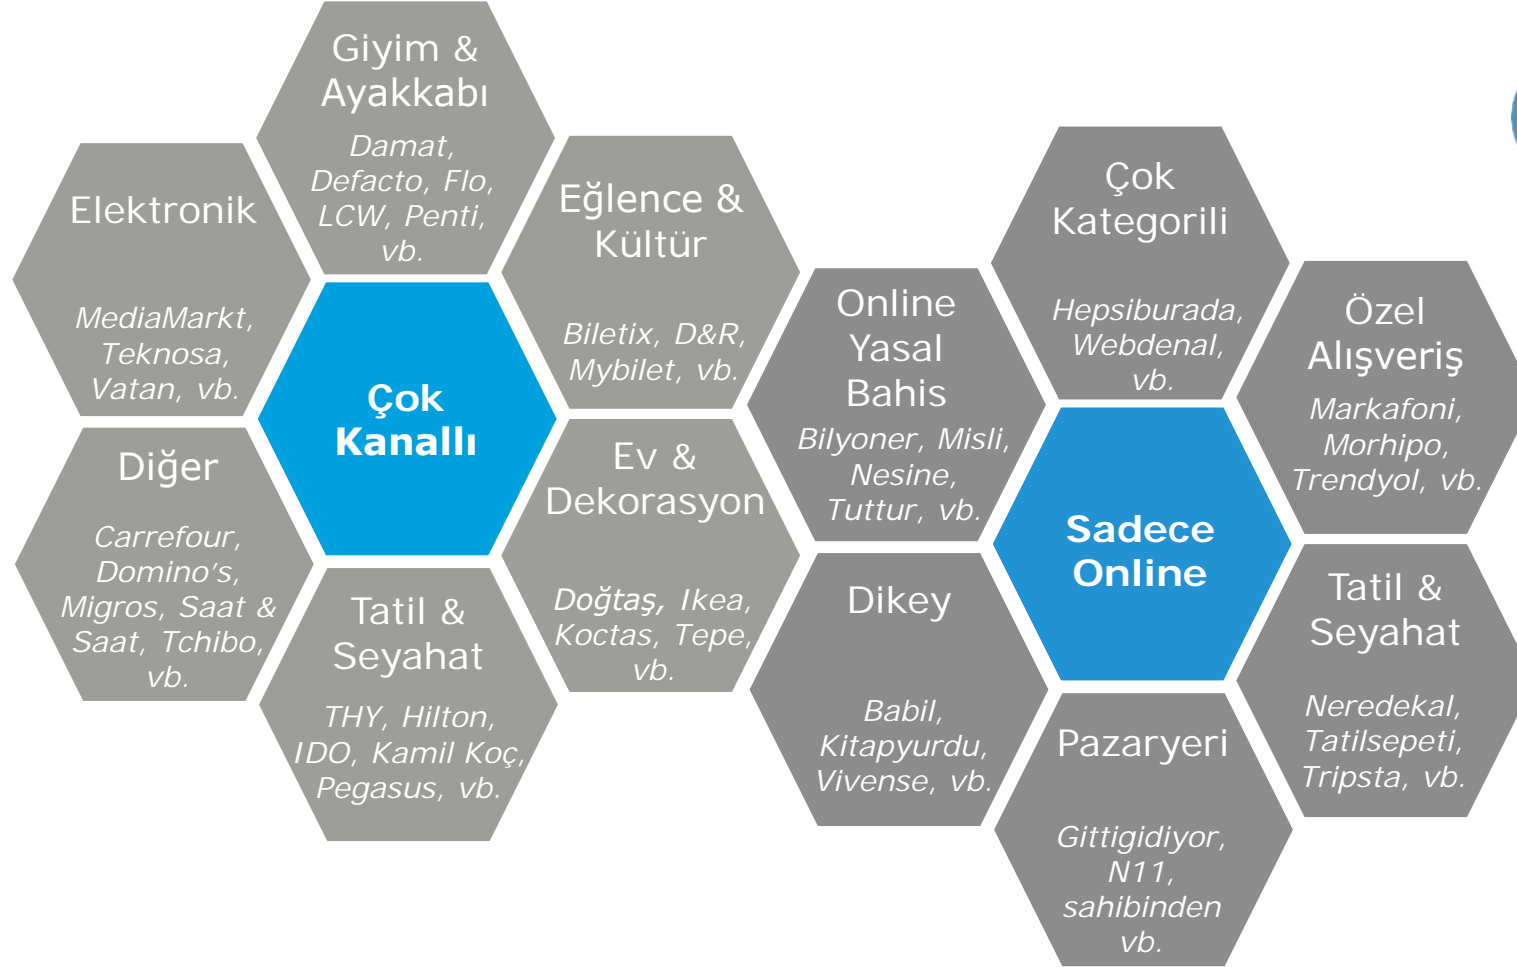 Giyim &
Ayakkabı
Damat,
Defacto, Flo,
LCW, Penti,
vb.
Elektronik
MediaMarkt,
Teknosa,
Vatan, vb.
Eğlence &
Kültür
Biletix, D&R,
Mybilet, vb.
Çok
Kanallı
Diğer
Carrefour,
Domino's,
Migros, Saat &
Saat, Tchibo,
vb.
Ev &
Dekorasyon
Doğtaş, Ikea,
Koctas, Tepe,
vb.
Tatil &
Seyahat
THY, Hilton,
IDO, Kamil Koç,
Pegasus, vb.
Çok
Kategorili
Hepsiburada,
Webdenal,
vb.
Online
Yasal
Bahis
Bilyoner, Misli,
Nesine,
Tuttur, vb.
Özel
Alışveriş
Markafoni,
Morhipo,
Trendyol, vb.
Sadece
Online
Dikey
Babil,
Kitapyurdu,
Vivense, vb.
Tatil &
Seyahat
Neredekal,
Tatilsepeti,
Tripsta, vb.
Pazaryeri
Gittigidiyor,
N11,
sahibinden
vb.